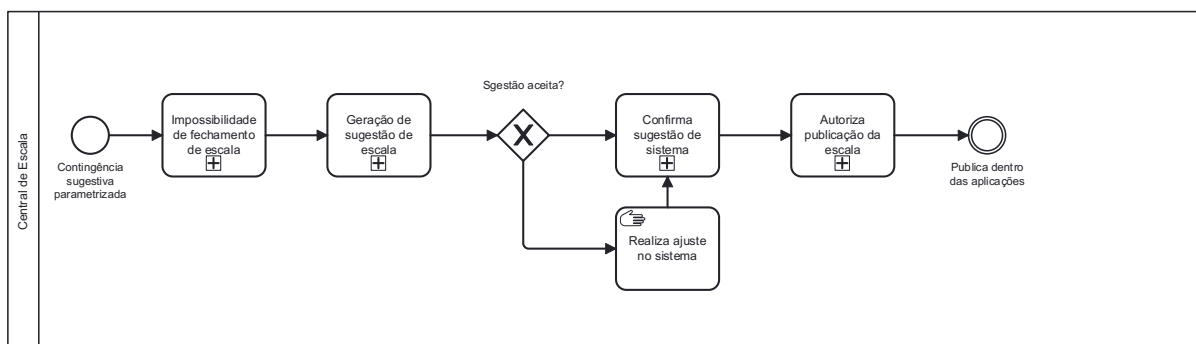 Central de Escala
Contingência
sugestiva
parametrizada
Impossibilidade
de fechamento
de escala
Geração de
sugestão de
escala
Sgestão aceita?
Confirma
sugestão de
sistema
Realiza ajuste
no sistema
Autoriza
publicação da
escala
Publica dentro
das aplicações